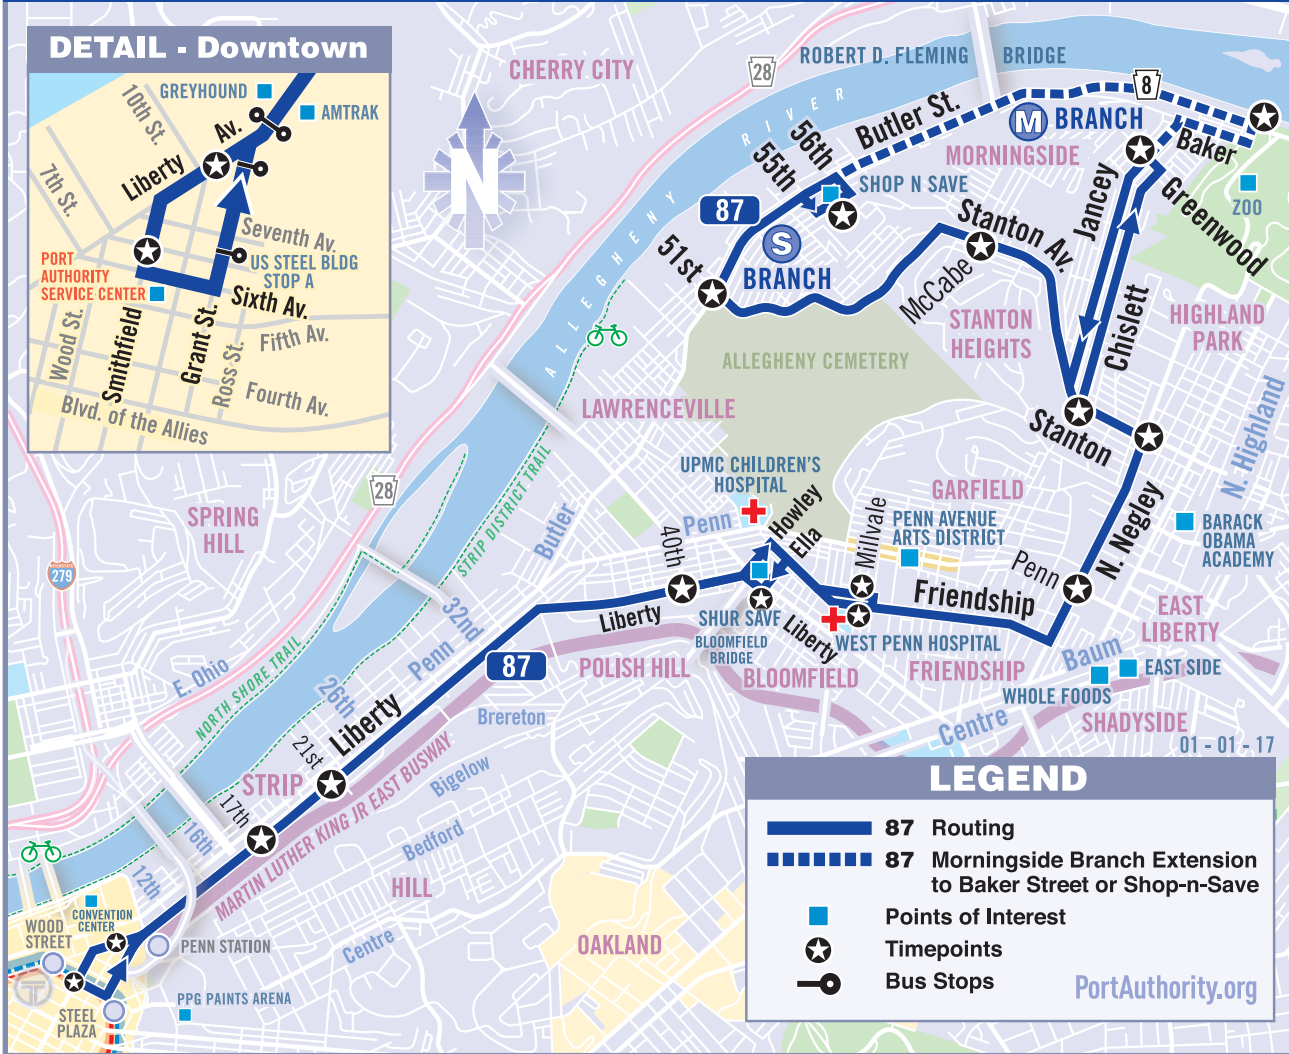 DETAIL - Downtown
GREYHOUND
AMTRAK
10th St.
Av.
Liberty
7th St.
Seventh Av.
PORT
AUTHORITY
SERVICE CENTER
US STEEL BLDG
STOP A
Sixth Av.
Wood St.
Smithfield
Grant St.
Ross St.
Fifth Av.
Fourth Av.
Blvd. of the Allies
N
CHERRY CITY
28
ROBERT D. FLEMING BRIDGE
ALLEGHENY RIVER
8
Butler St.
M BRANCH
MORNINGSIDE
Baker
56th
55th
SHOP N SAVE
87
S
BRANCH
51st
Stanton Av.
McCabe
Jancey
Greenwood
ZOO
Chislett
STANTON
HEIGHTS
HIGHLAND
PARK
ALLEGHENY CEMETERY
LAWRENCEVILLE
Stanton
N. Highland
28
STRIP DISTRICT TRAIL
SPRING
HILL
279
INTERSTATE
Butler
UPMC CHILDREN'S
HOSPITAL
Penn
Howley
Ella
Millvale
GARFIELD
PENN AVENUE
ARTS DISTRICT
N. Negley
BARACK
OBAMA
ACADEMY
40th
Penn
Friendship
EAST
LIBERTY
Liberty
SHUR SAVE
BLOOMFIELD
BRIDGE
Liberty
WEST PENN HOSPITAL
POLISH HILL
BLOOMFIELD
FRIENDSHIP
Baum
EAST SIDE
WHOLE FOODS
SHADYSIDE
Centre
32nd
Penn
87
NORTH SHORE TRAIL
E. Ohio
26th
Liberty
Brereton
21st
STRIP
17th
Bigelow
MARTIN LUTHER KING JR EAST BUSWAY
16th
Bedford
12th
HILL
CONVENTION
CENTER
WOOD
STREET
PENN STATION
Centre
OAKLAND
T
PPG PAINTS ARENA
STEEL
PLAZA
01 - 01 - 17
LEGEND
87 Routing
87 Morningside Branch Extension
to Baker Street or Shop-n-Save
Points of Interest
Timepoints
Bus Stops
PortAuthority.org